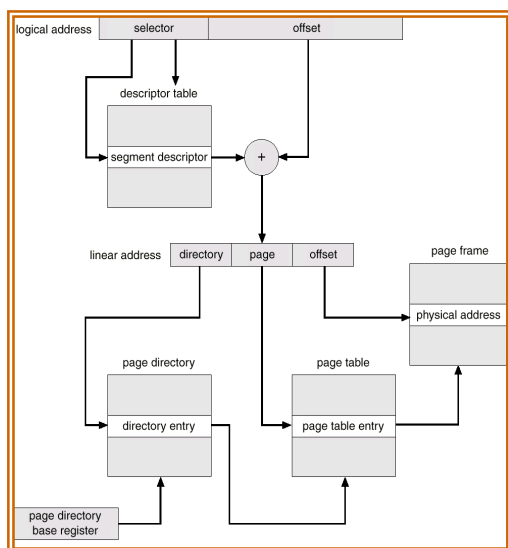 logical address
selector
offset
descriptor table
segment descriptor
+
linear address
directory
page
offset
page frame
physical address
page directory
page table
directory entry
page table entry
page directory
base register